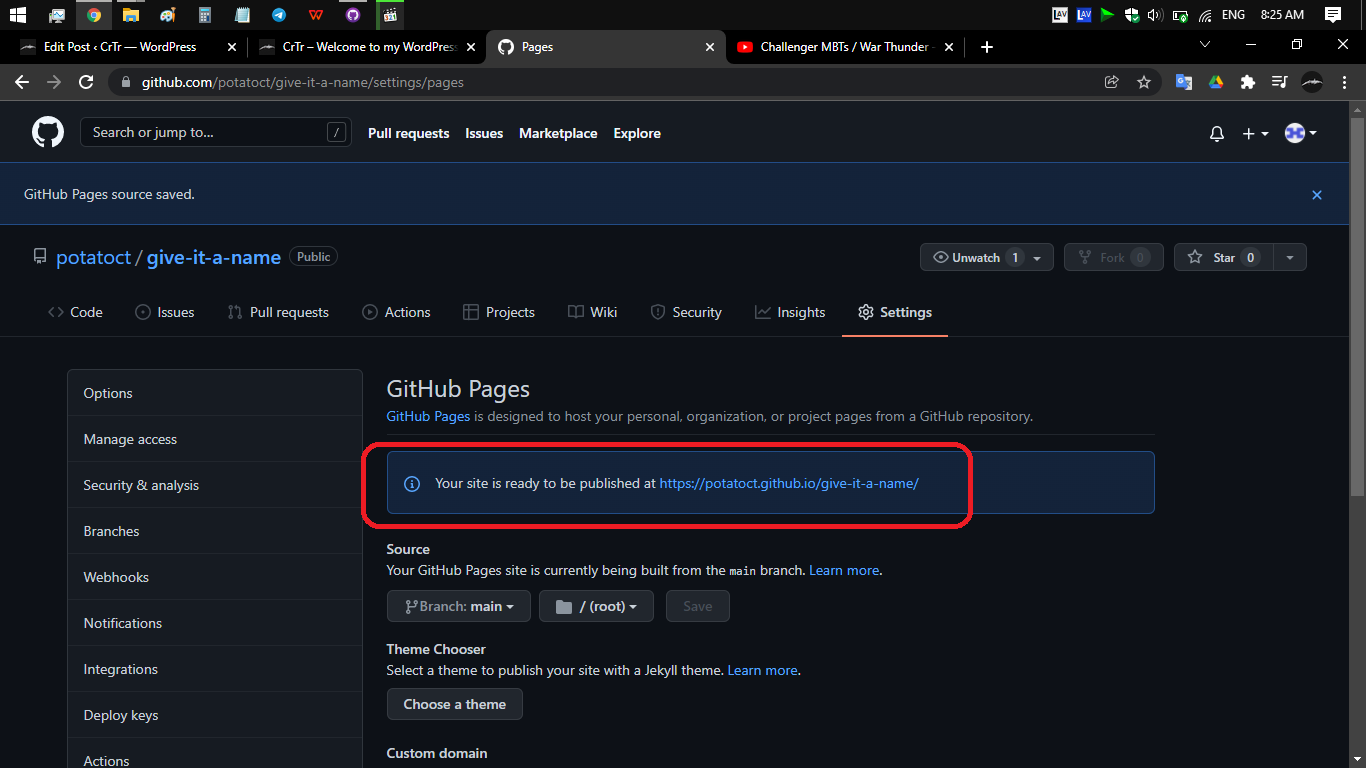 ENG 8:25 AM
Edit Post ‹ CrTr — WordPress
CrTr – Welcome to my WordPress
Pages
Challenger MBTs / War Thunder -
github.com/potatoct/give-it-a-name/settings/pages
Search or jump to... /
Pull requests Issues Marketplace Explore
GitHub Pages source saved.
potatoct / give-it-a-name Public
Unwatch 1 Fork 0 Star 0
Code Issues Pull requests Actions Projects Wiki Security Insights Settings
Options
Manage access
Security & analysis
Branches
Webhooks
Notifications
Integrations
Deploy keys
Actions
GitHub Pages
GitHub Pages is designed to host your personal, organization, or project pages from a GitHub repository.
Your site is ready to be published at https://potatoct.github.io/give-it-a-name/
Source
Your GitHub Pages site is currently being built from the main branch. Learn more.
Branch: main / (root) Save
Theme Chooser
Select a theme to publish your site with a Jekyll theme. Learn more.
Choose a theme
Custom domain